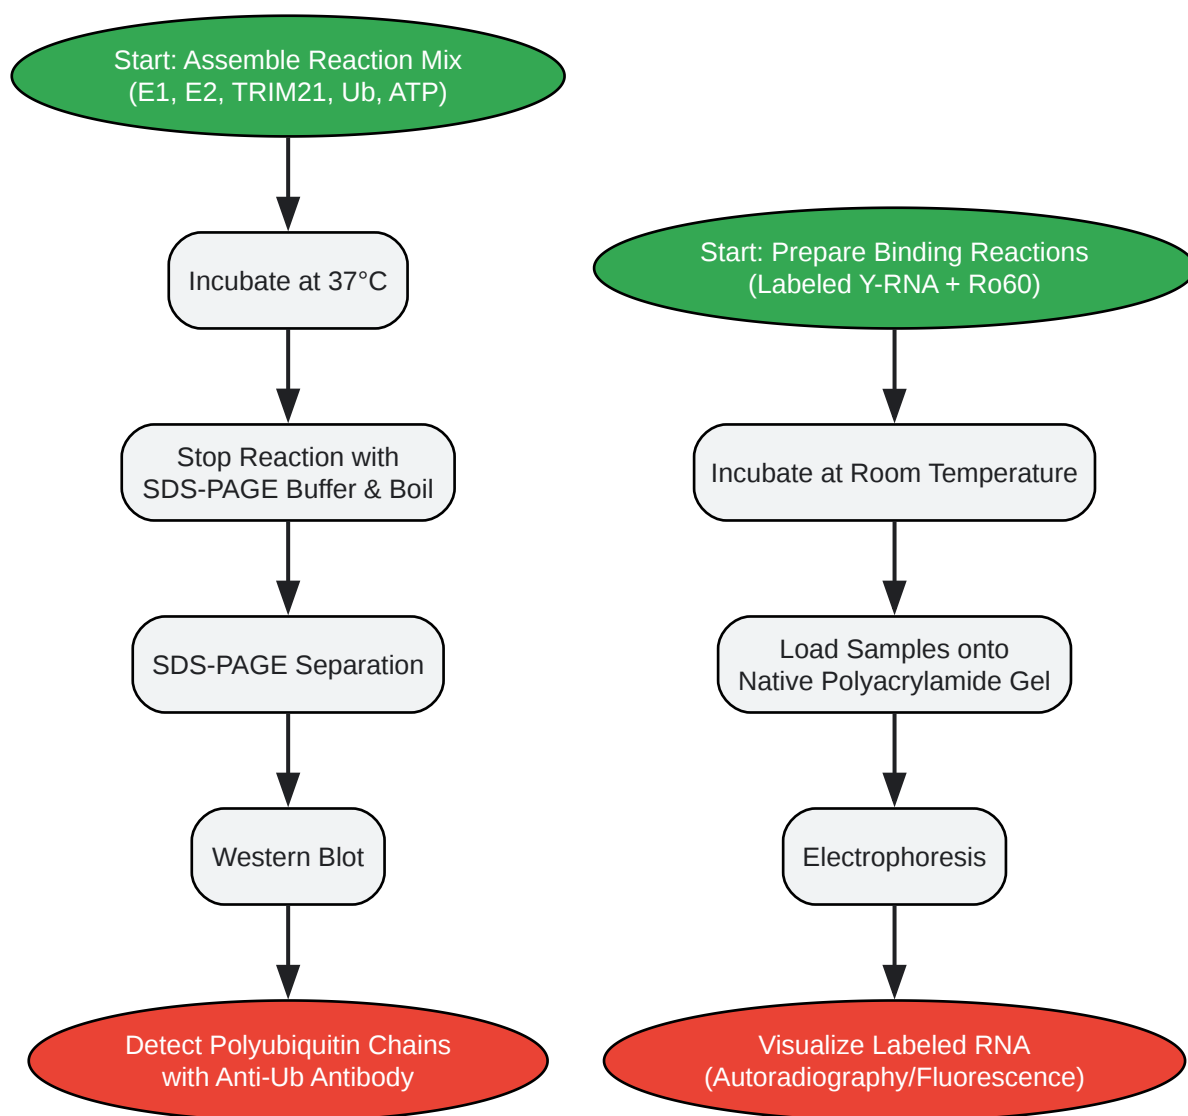 Start: Assemble Reaction Mix
(E1, E2, TRIM21, Ub, ATP)
Incubate at 37°C
Stop Reaction with
SDS-PAGE Buffer & Boil
SDS-PAGE Separation
Western Blot
Detect Polyubiquitin Chains
with Anti-Ub Antibody
Start: Prepare Binding Reactions
(Labeled Y-RNA + Ro60)
Incubate at Room Temperature
Load Samples onto
Native Polyacrylamide Gel
Electrophoresis
Visualize Labeled RNA
(Autoradiography/Fluorescence)